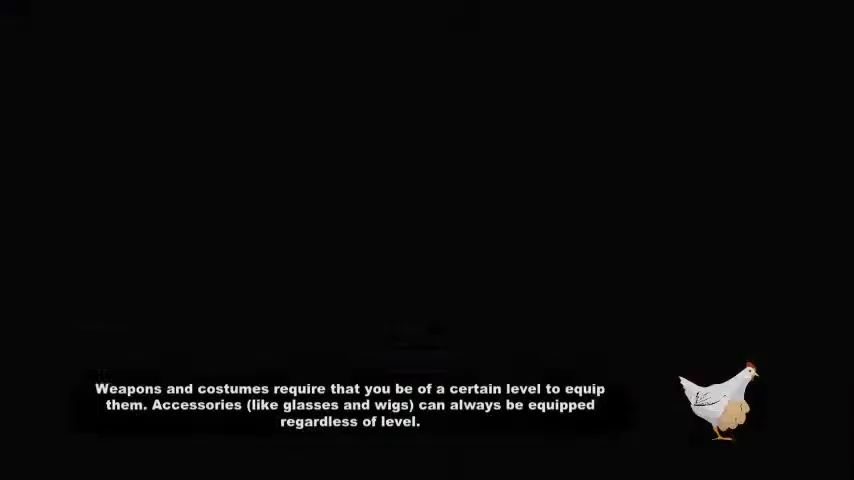 Weapons and costumes require that you be of a certain level to equip
them. Accessories (like glasses and wigs) can always be equipped
regardless of level.